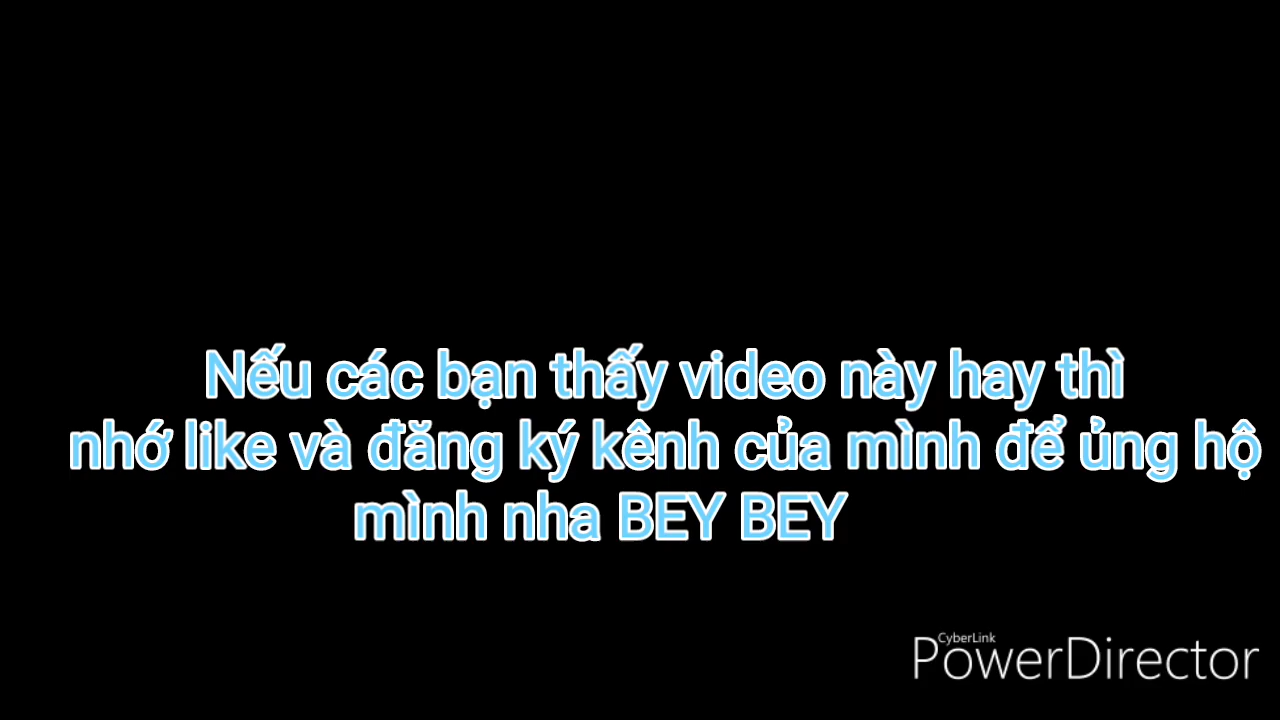 Nếu các bạn thấy video này hay thì
nhớ like và đăng ký kênh của mình để ủng hộ
mình nha BEY BEY
CyberLink
PowerDirector